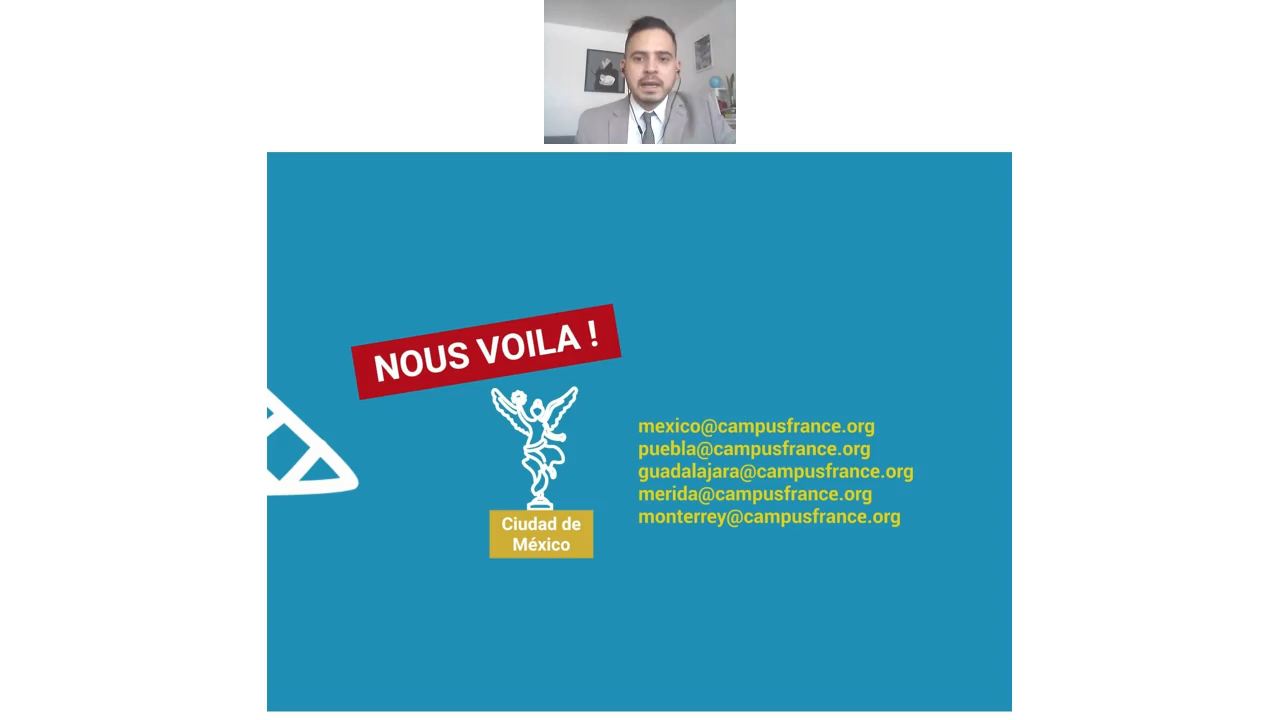 NOUS VOILA !
Ciudad de
México
mexico@campusfrance.org
puebla@campusfrance.org
guadalajara@campusfrance.org
merida@campusfrance.org
monterrey@campusfrance.org